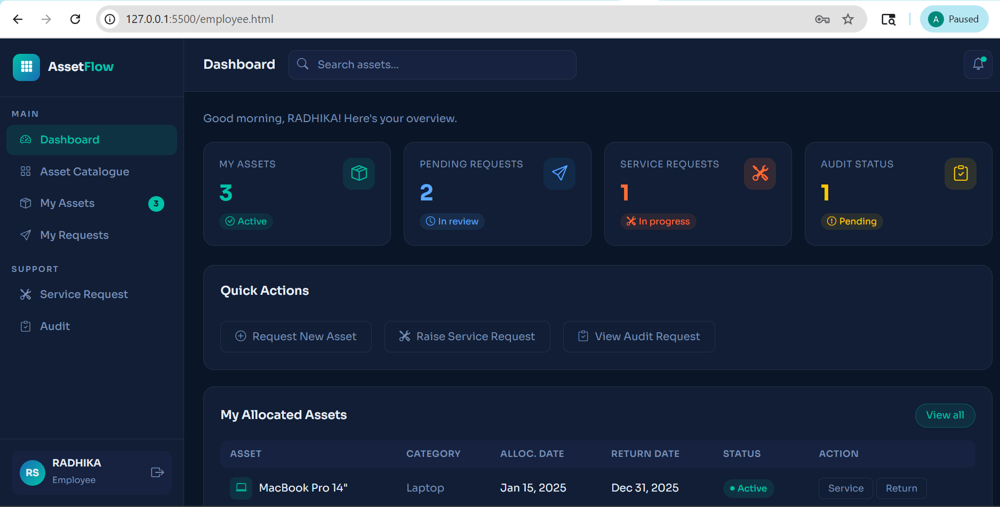 127.0.0.1:5500/employee.html
A Paused
AssetFlow
Dashboard
Search assets...
MAIN
Dashboard
Asset Catalogue
My Assets 3
My Requests
SUPPORT
Service Request
Audit
RS
RADHIKA
Employee
Good morning, RADHIKA! Here's your overview.
MY ASSETS
3
Active
PENDING REQUESTS
2
In review
SERVICE REQUESTS
1
In progress
AUDIT STATUS
1
Pending
Quick Actions
Request New Asset
Raise Service Request
View Audit Request
My Allocated Assets
View all
ASSET CATEGORY ALLOC. DATE RETURN DATE STATUS ACTION
MacBook Pro 14" Laptop Jan 15, 2025 Dec 31, 2025 Active Service Return